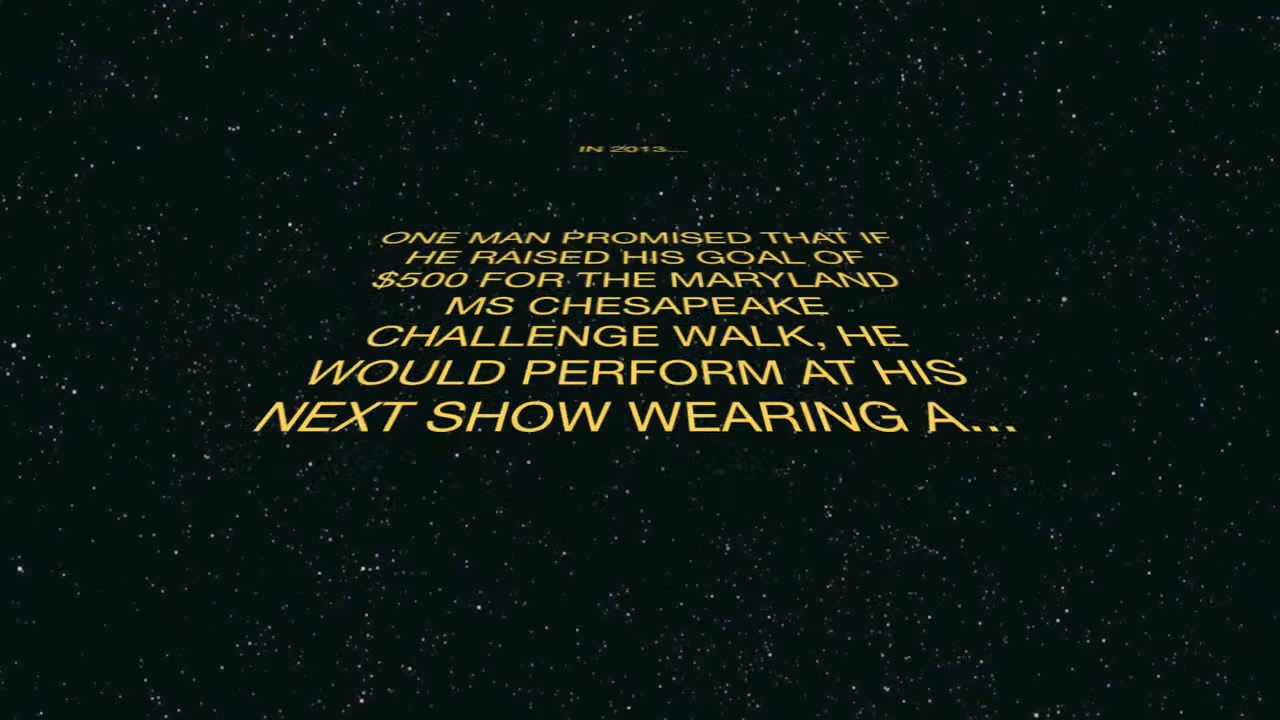 IN 2013...
ONE MAN PROMISED THAT IF
HE RAISED HIS GOAL OF
$500 FOR THE MARYLAND
MS CHESAPEAKE
CHALLENGE WALK, HE
WOULD PERFORM AT HIS
NEXT SHOW WEARING A...